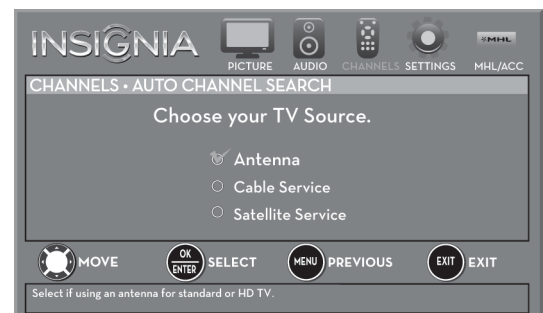 INSIGNIA
PICTURE AUDIO CHANNELS SETTINGS MHL MHL/ACC
CHANNELS • AUTO CHANNEL SEARCH
Choose your TV Source.
Antenna
Cable Service
Satellite Service
MOVE OK ENTER SELECT MENU PREVIOUS EXIT EXIT
Select if using an antenna for standard or HD TV.